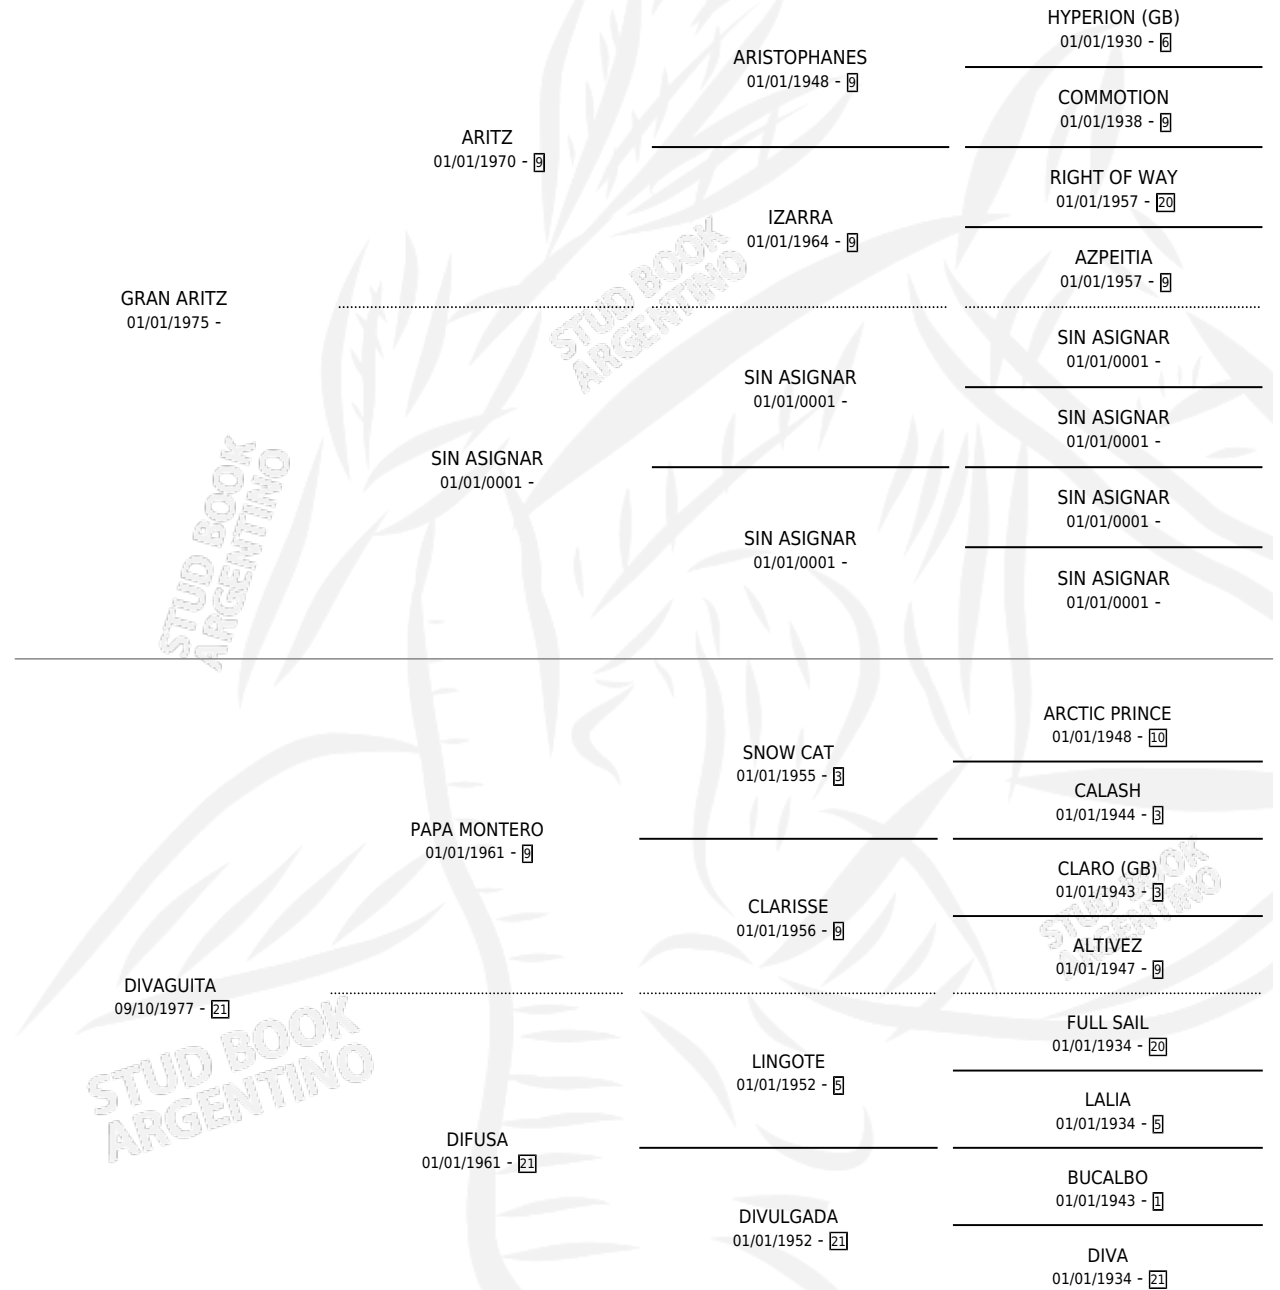 HYPERION (GB)
01/01/1930 - 6
ARISTOPHANES
01/01/1948 - 9
COMMOTION
01/01/1938 - 9
ARITZ
01/01/1970 - 9
RIGHT OF WAY
01/01/1957 - 20
IZARRA
01/01/1964 - 9
AZPEITIA
01/01/1957 - 9
GRAN ARITZ
01/01/1975 -
STUD BOOK
ARGENTINO
SIN ASIGNAR
01/01/0001 -
SIN ASIGNAR
01/01/0001 -
SIN ASIGNAR
01/01/0001 -
SIN ASIGNAR
01/01/0001 -
SIN ASIGNAR
01/01/0001 -
SIN ASIGNAR
01/01/0001 -
SIN ASIGNAR
01/01/0001 -
STUD BOOK
ARGENTINO
ARCTIC PRINCE
01/01/1948 - 10
SNOW CAT
01/01/1955 - 3
CALASH
01/01/1944 - 3
PAPA MONTERO
01/01/1961 - 9
CLARO (GB)
01/01/1943 - 3
CLARISSE
01/01/1956 - 9
STUD BOOK
ARGENTINO
ALTIVEZ
01/01/1947 - 9
DIVAGUITA
09/10/1977 - 21
STUD BOOK
ARGENTINO
FULL SAIL
01/01/1934 - 20
LINGOTE
01/01/1952 - 5
LALIA
01/01/1934 - 5
DIFUSA
01/01/1961 - 21
BUCALBO
01/01/1943 - 1
DIVULGADA
01/01/1952 - 21
DIVA
01/01/1934 - 21